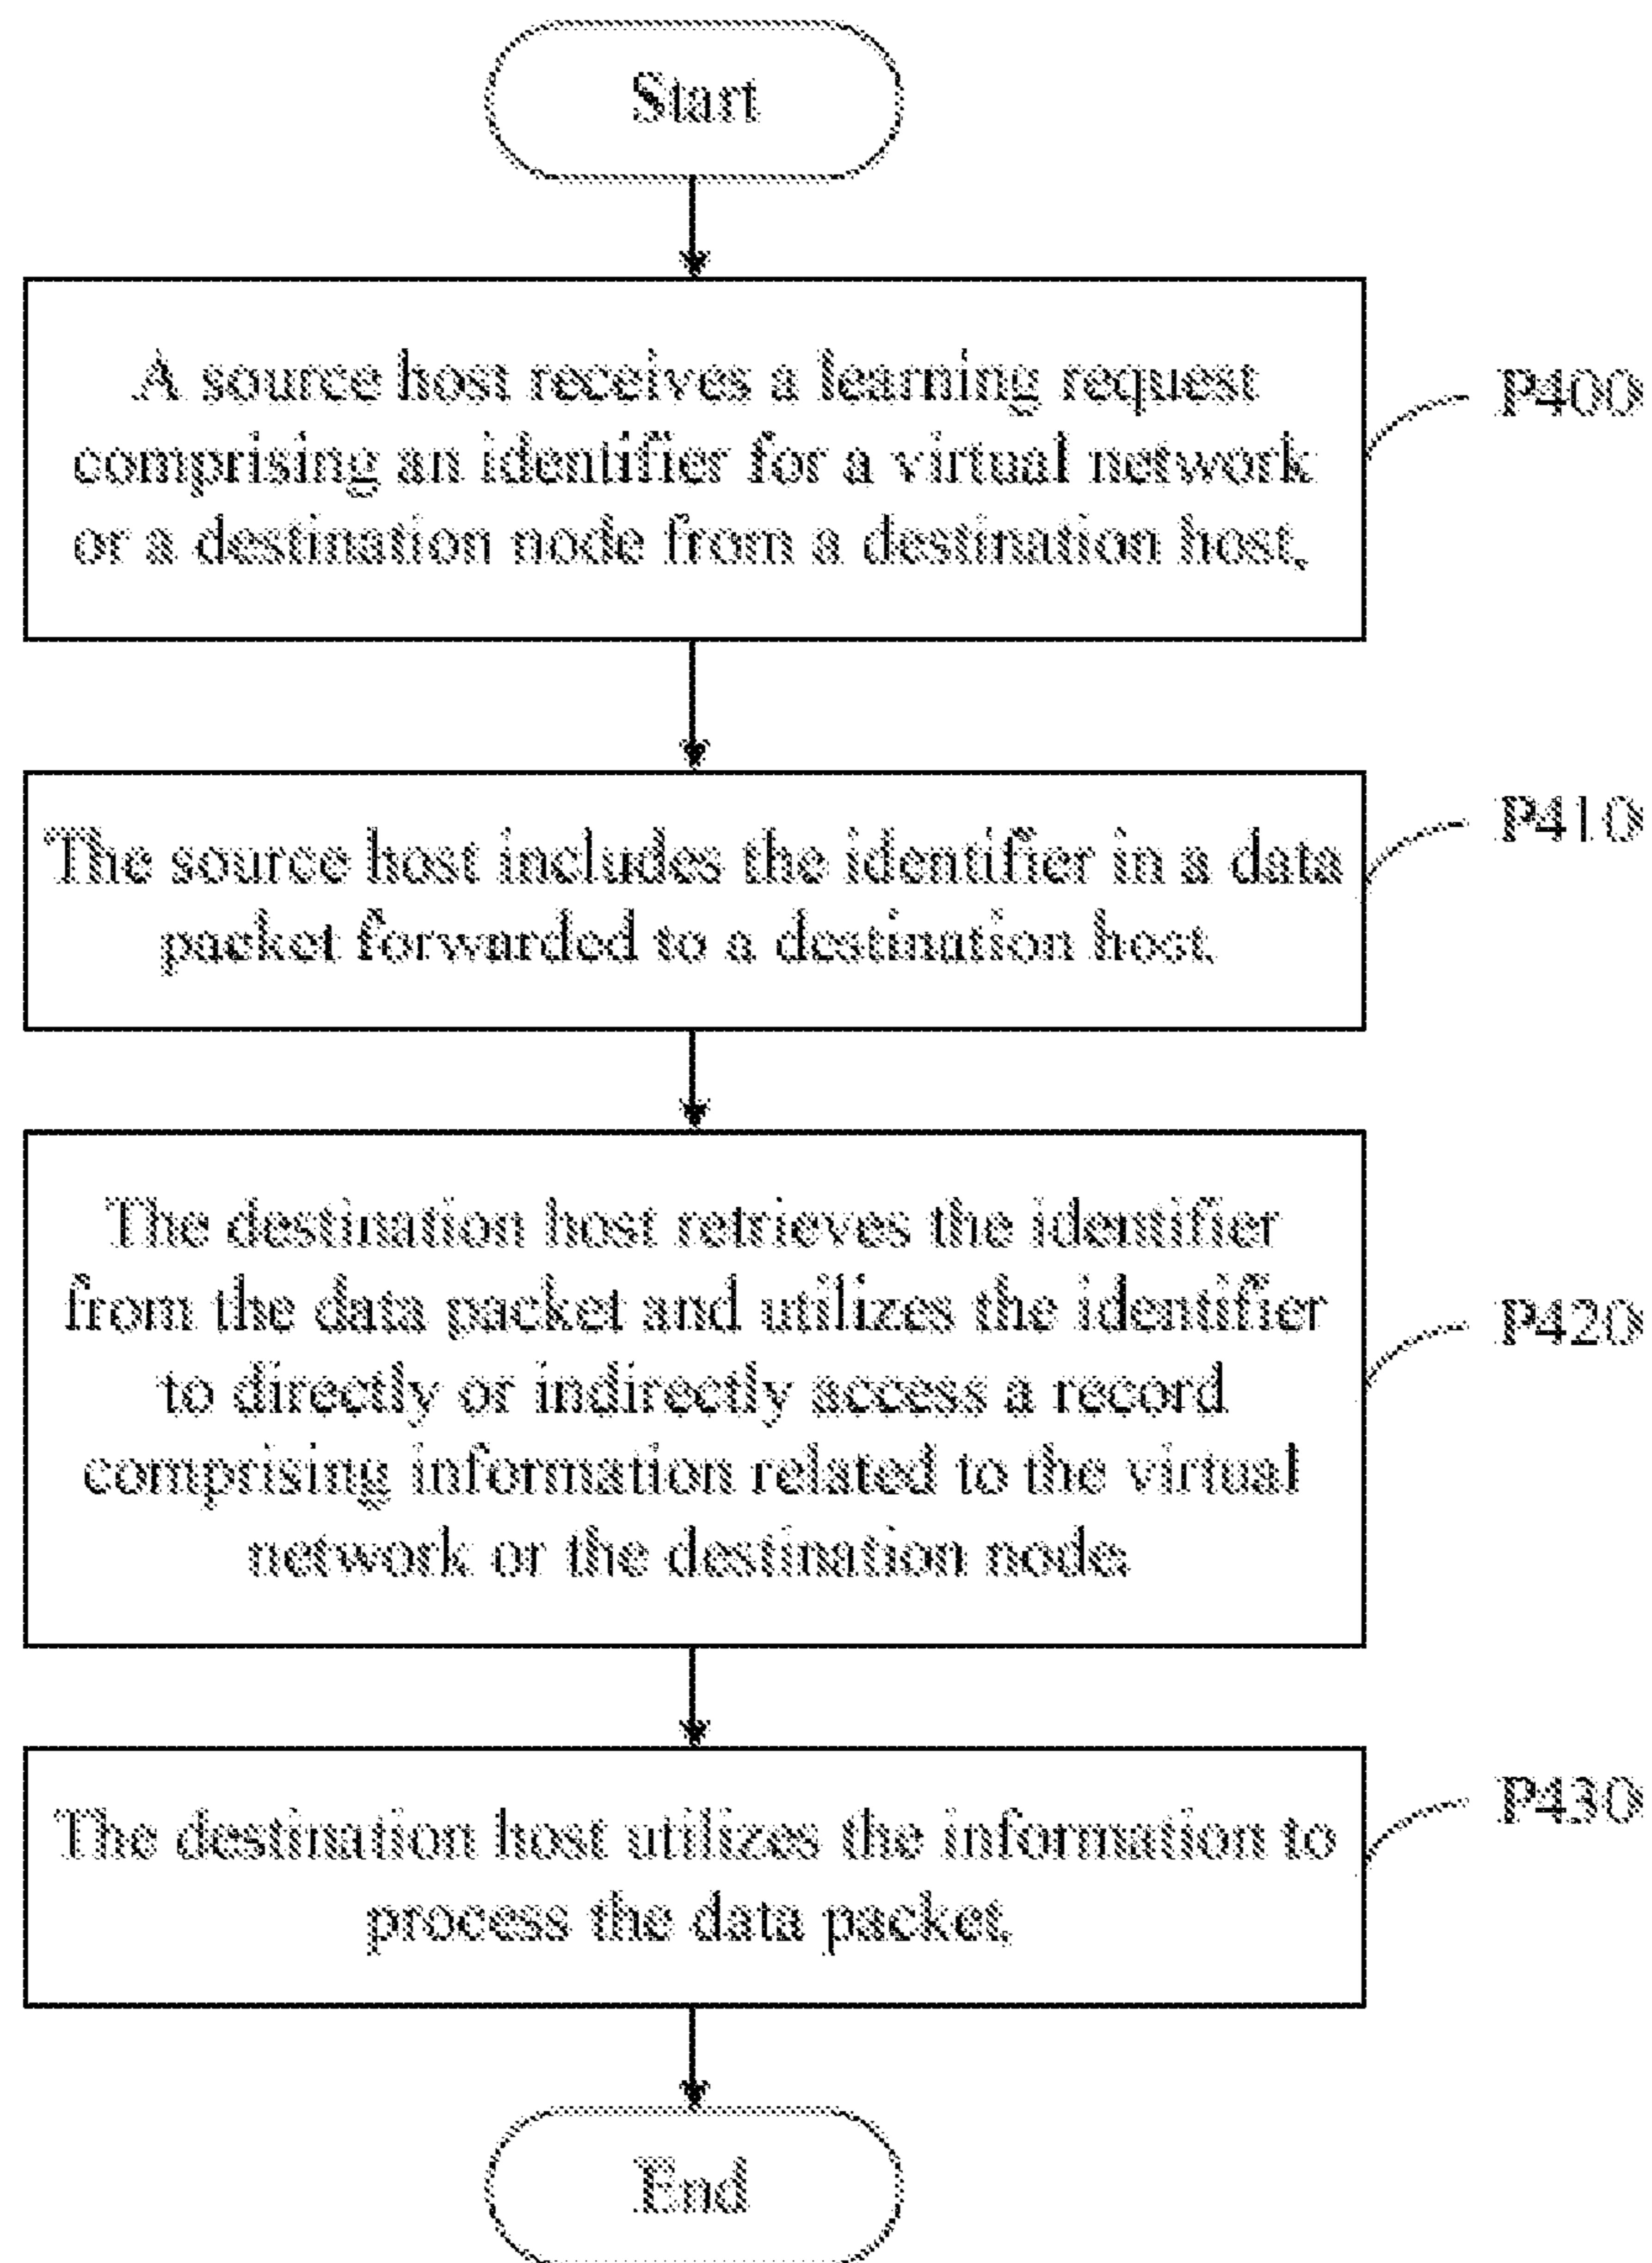 Start
A source host receives a learning request
comprising an identifier for a virtual network
or a destination node from a destination host.
P400
The source host includes the identifier in a data
packet forwarded to a destination host.
P410
The destination host retrieves the identifier
from the data packet and utilizes the identifier
to directly or indirectly access a record
comprising information related to the virtual
network or the destination node.
P420
The destination host utilizes the information to
process the data packet.
P430
End